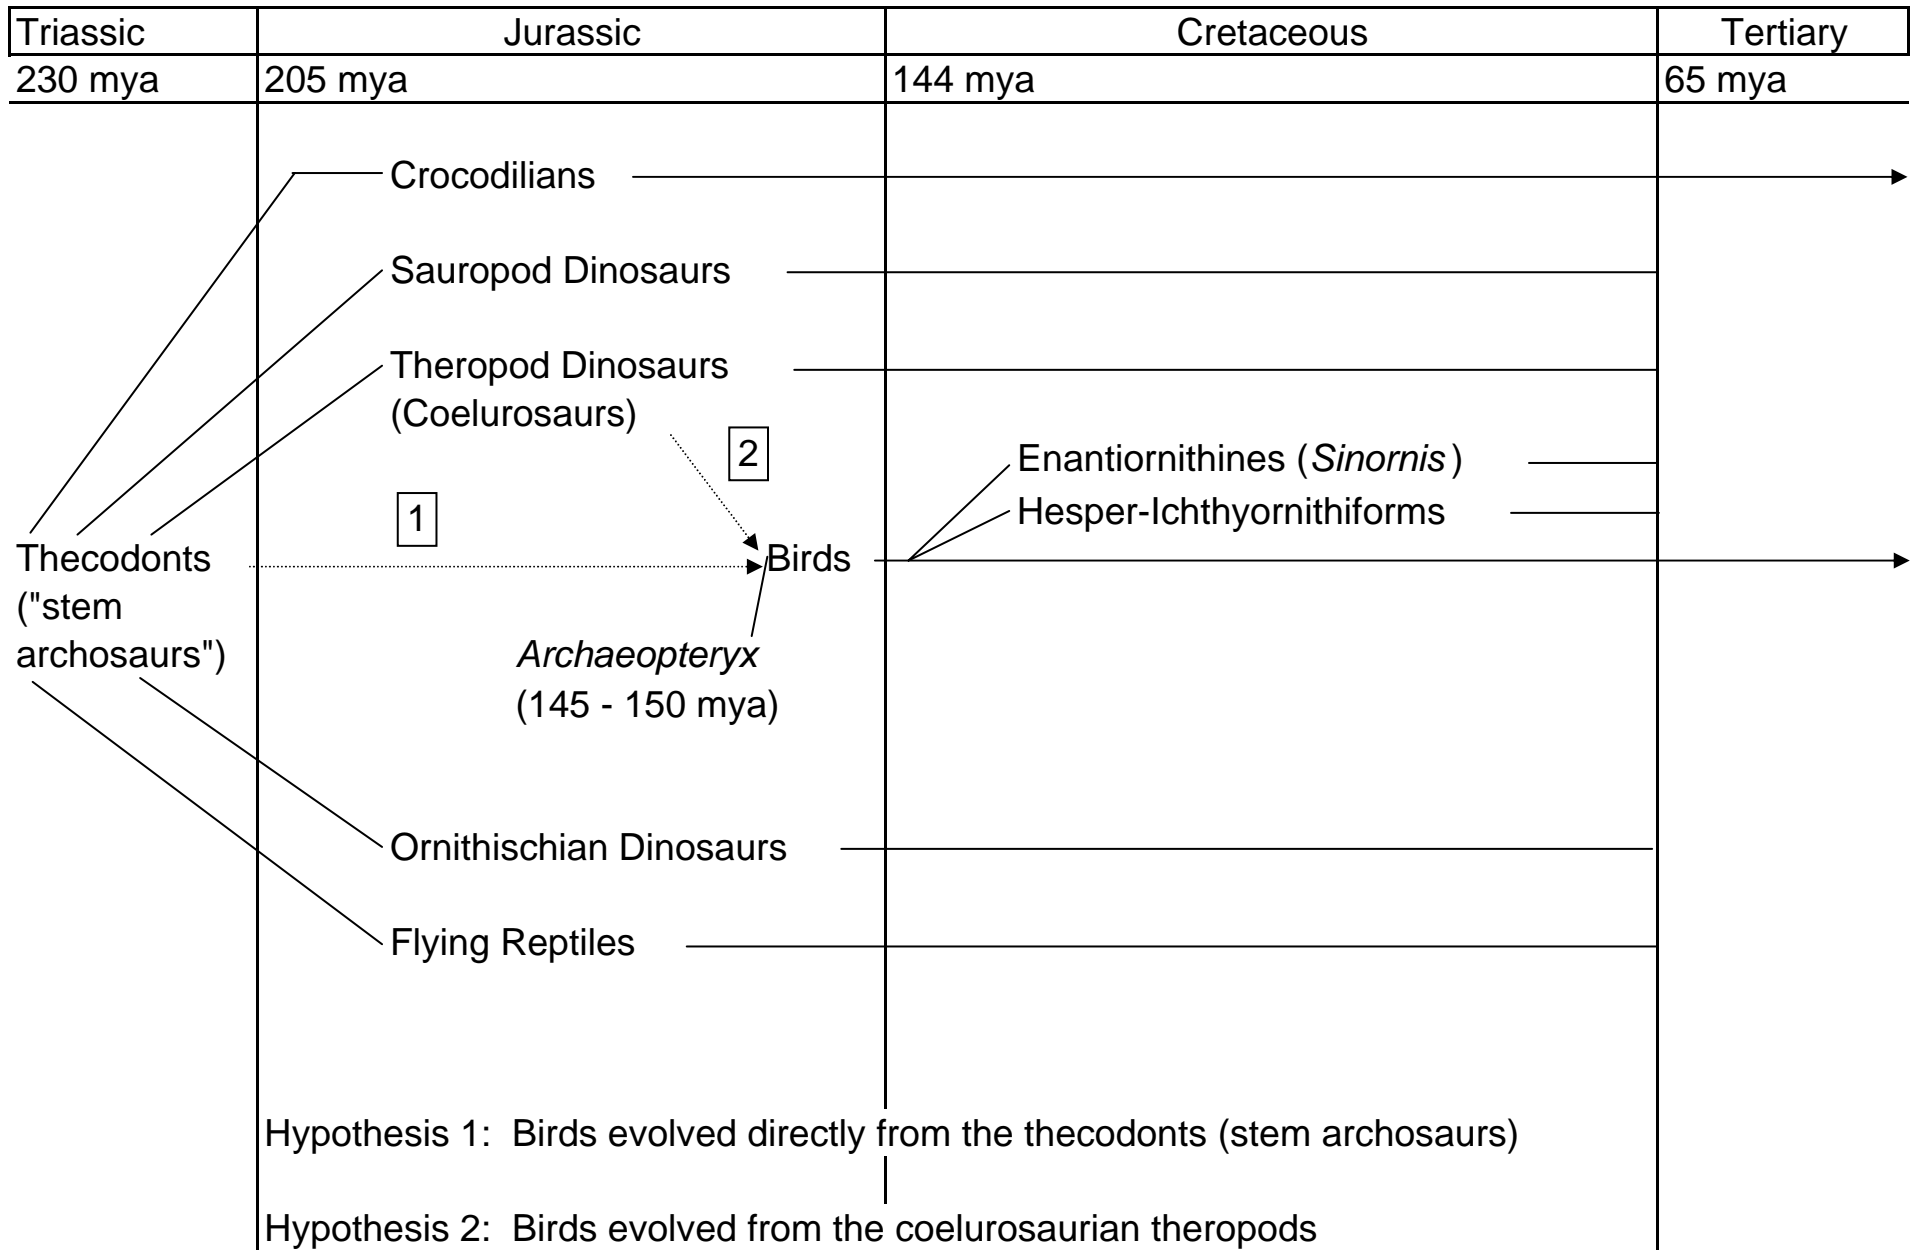 Triassic Jurassic Cretaceous Tertiary
230 mya 205 mya 144 mya 65 mya
Crocodilians
Sauropod Dinosaurs
Theropod Dinosaurs
(Coelurosaurs)
2
Enantiornithines (Sinornis)
Hesper-Ichthyornithiforms
1
Thecodonts
("stem
archosaurs")
Birds
Archaeopteryx
(145 - 150 mya)
Ornithischian Dinosaurs
Flying Reptiles
Hypothesis 1: Birds evolved directly from the thecodonts (stem archosaurs)
Hypothesis 2: Birds evolved from the coelurosaurian theropods